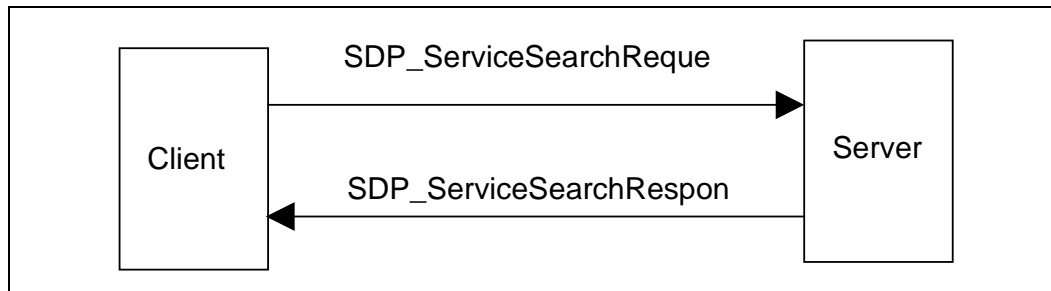 SDP_ServiceSearchReque
Client
Server
SDP_ServiceSearchRespon